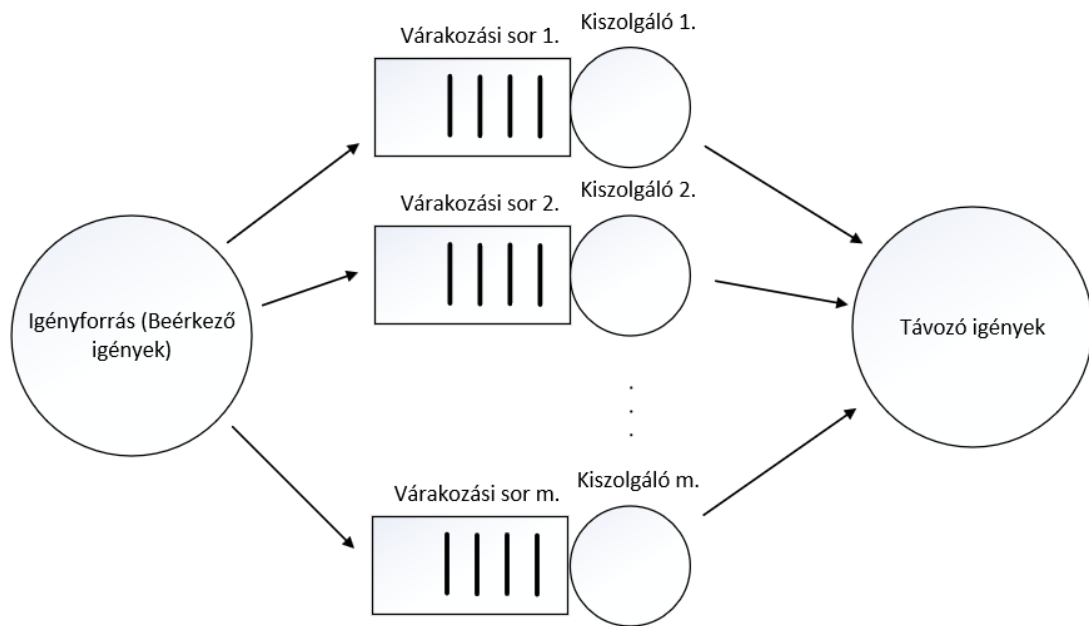 Várakozási sor 1.
Kiszolgáló 1.
Várakozási sor 2.
Kiszolgáló 2.
Igényforrás (Beérkező
igények)
Távozó igények
Várakozási sor m.
Kiszolgáló m.